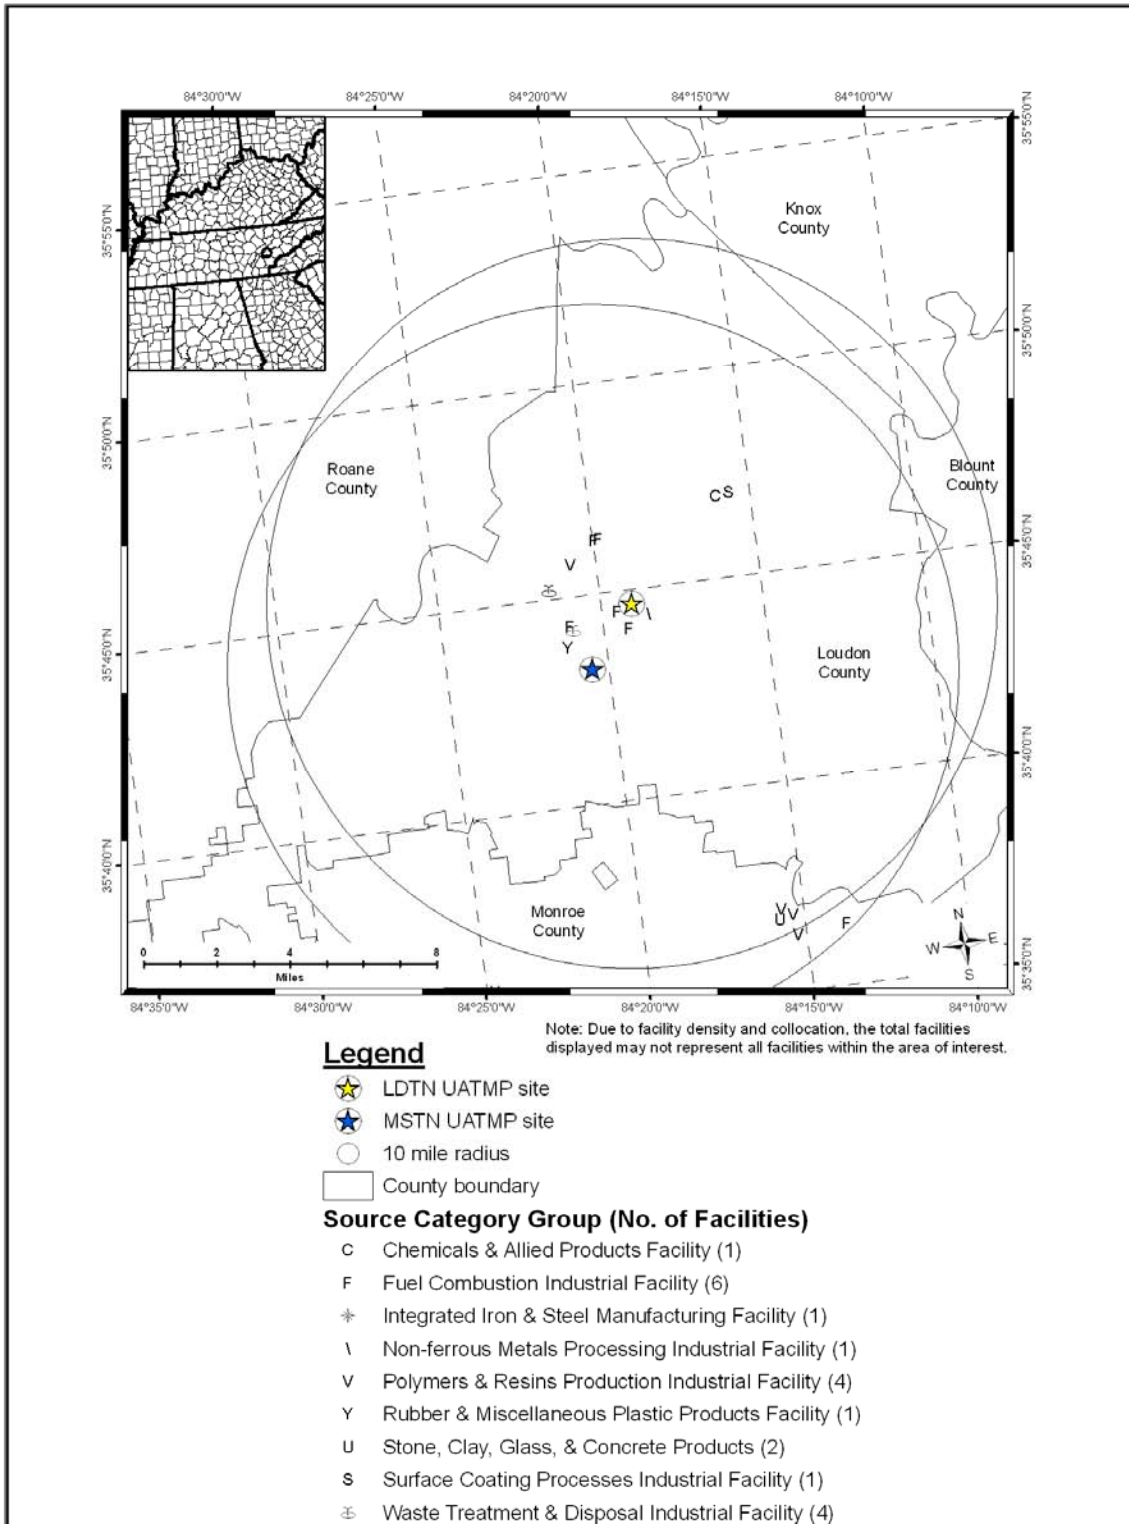 84°30'0"W 84°25'0"W 84°20'0"W 84°15'0"W 84°10'0"W
35°55'0"N
35°55'0"N
Knox
County
35°50'0"N
35°50'0"N
Roane
County
Blount
County
C S
35°45'0"N
F F
V
F
\
F
F
Y
35°45'0"N
Loudon
County
35°40'0"N
35°40'0"N
Monroe
County
V
V
U
V
F
N
W E
S
35°35'0"N
0 2 4 8
Miles
84°35'0"W 84°30'0"W 84°25'0"W 84°20'0"W 84°15'0"W 84°10'0"W
Note: Due to facility density and collocation, the total facilities
displayed may not represent all facilities within the area of interest.
Legend
LDTN UATMP site
MSTN UATMP site
10 mile radius
County boundary
Source Category Group (No. of Facilities)
C Chemicals & Allied Products Facility (1)
F Fuel Combustion Industrial Facility (6)
Integrated Iron & Steel Manufacturing Facility (1)
\ Non-ferrous Metals Processing Industrial Facility (1)
V Polymers & Resins Production Industrial Facility (4)
Y Rubber & Miscellaneous Plastic Products Facility (1)
U Stone, Clay, Glass, & Concrete Products (2)
S Surface Coating Processes Industrial Facility (1)
Waste Treatment & Disposal Industrial Facility (4)